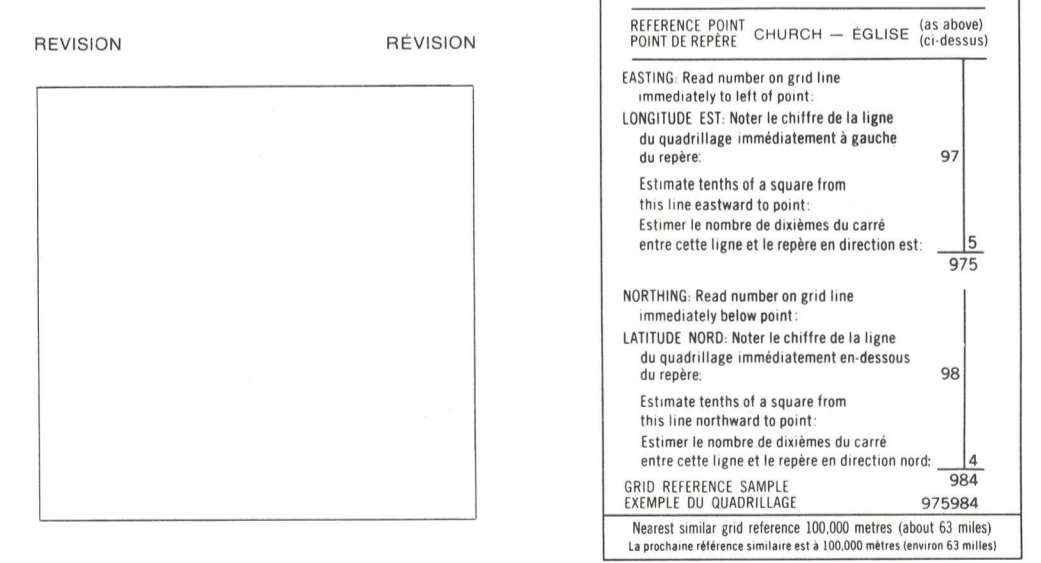 REVISION RÉVISION
REFERENCE POINT
POINT DE REPÈRE CHURCH — ÉGLISE (as above)
(ci-dessus)
EASTING: Read number on grid line
immediately to left of point:
LONGITUDE EST: Noter le chiffre de la ligne
du quadrillage immédiatement à gauche
du repère: 97
Estimate tenths of a square from
this line eastward to point:
Estimer le nombre de dixièmes du carré
entre cette ligne et le repère en direction est: 5
975
NORTHING: Read number on grid line
immediately below point:
LATITUDE NORD: Noter le chiffre de la ligne
du quadrillage immédiatement en-dessous
du repère: 98
Estimate tenths of a square from
this line northward to point:
Estimer le nombre de dixièmes du carré
entre cette ligne et le repère en direction nord: 4
984
GRID REFERENCE SAMPLE
EXEMPLE DU QUADRILLAGE 975984
Nearest similar grid reference 100,000 metres (about 63 miles)
La prochaine référence similaire est à 100,000 mètres (environ 63 milles)